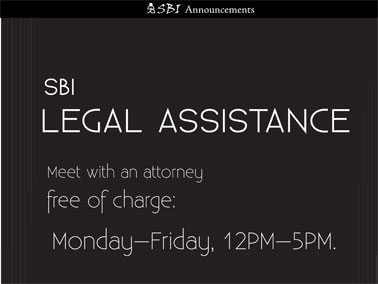 SBI Announcements
SBI
LEGAL ASSISTANCE
Meet with an attorney
free of charge:
Monday–Friday, 12PM–5PM.